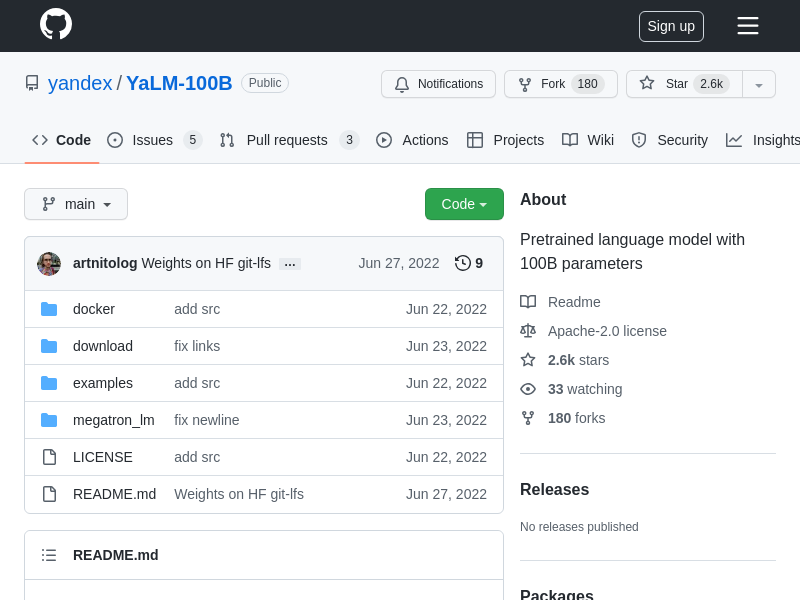 Sign up
yandex / YaLM-100B Public
Notifications Fork 180 Star 2.6k
Code Issues 5 Pull requests 3 Actions Projects Wiki Security Insights
main Code
artnitolog Weights on HF git-lfs ... Jun 27, 2022 9
docker add src Jun 22, 2022
download fix links Jun 23, 2022
examples add src Jun 22, 2022
megatron_lm fix newline Jun 23, 2022
LICENSE add src Jun 22, 2022
README.md Weights on HF git-lfs Jun 27, 2022
README.md
About
Pretrained language model with
100B parameters
Readme
Apache-2.0 license
2.6k stars
33 watching
180 forks
Releases
No releases published
Packages